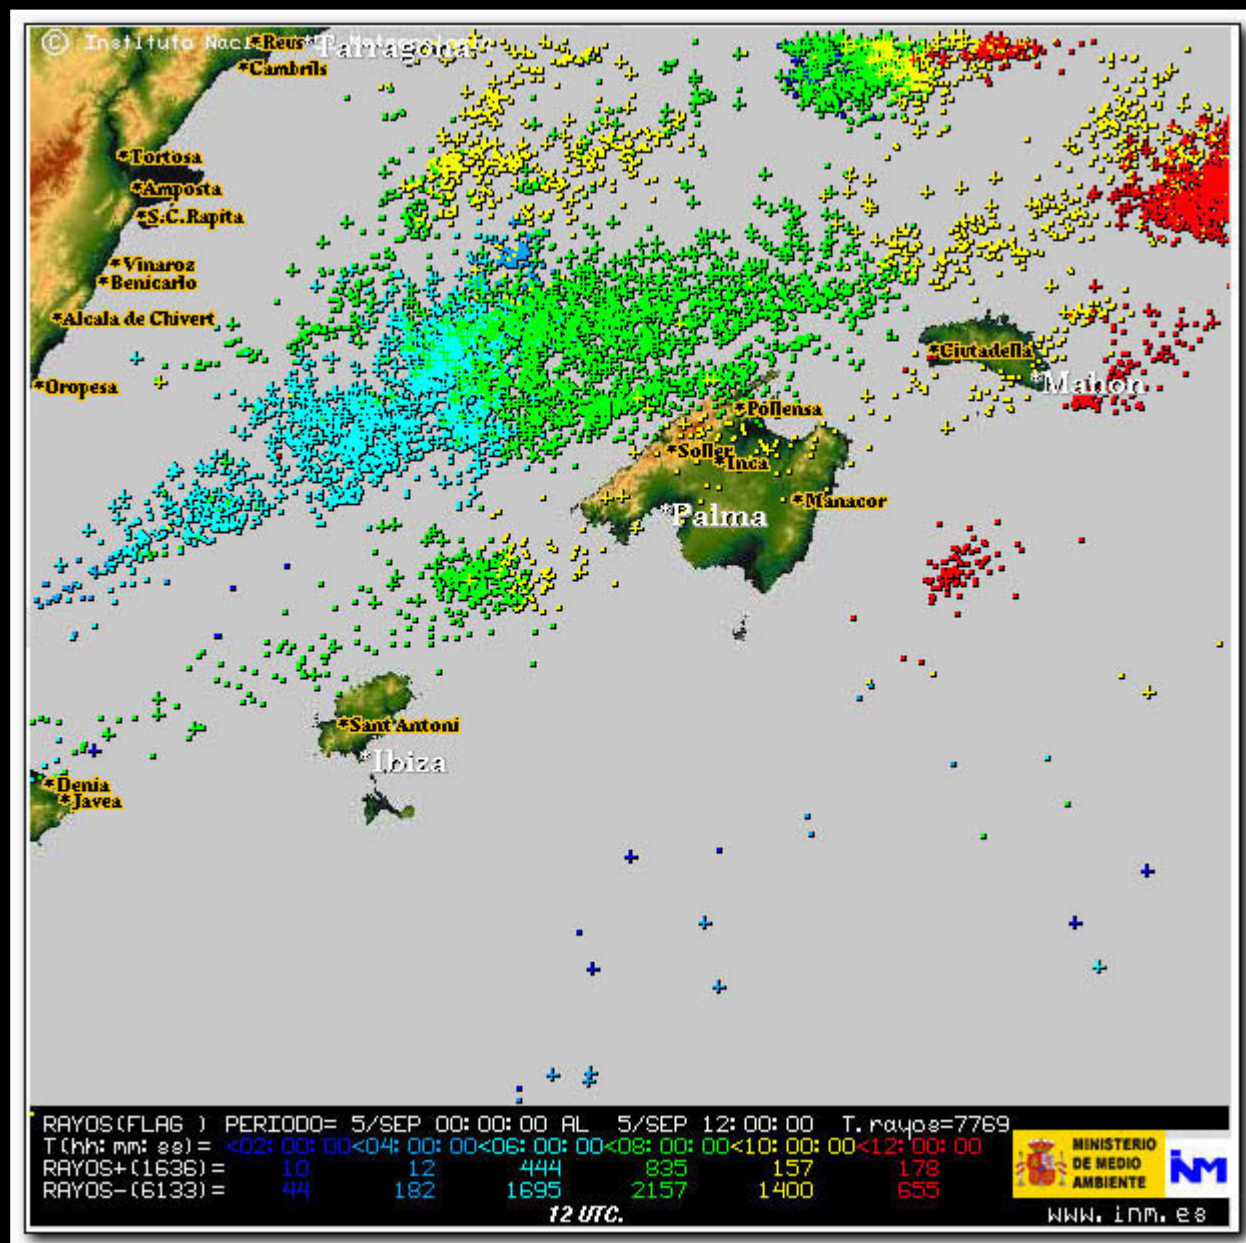 © Instituto Nacional de Meteorología
*Reus *Tarragona
*Cambrils
*Tortosa
*Amposta
*S.C.Rapita
*Vinaroz
*Benicarlo
*Alcala de Chivert
*Ciutadella
*Oropesa
*Mahon
*Pollensa
*Soller
*Inca
*Manacor
*Palma
*Sant Antoni
*Ibiza
*Denia
*Javea
RAYOS(FLAG ) PERIODO= 5/SEP 00:00:00 AL 5/SEP 12:00:00 T.rayos=7769
T(hh:mm:ss)= <02:00:00<04:00:00<06:00:00<08:00:00<10:00:00<12:00:00
RAYOS+(1636)= 10 12 444 835 157 178
RAYOS-(6133)= 44 182 1695 2157 1400 655
12 UTC.
MINISTERIO
DE MEDIO
AMBIENTE
INM
www.inm.es